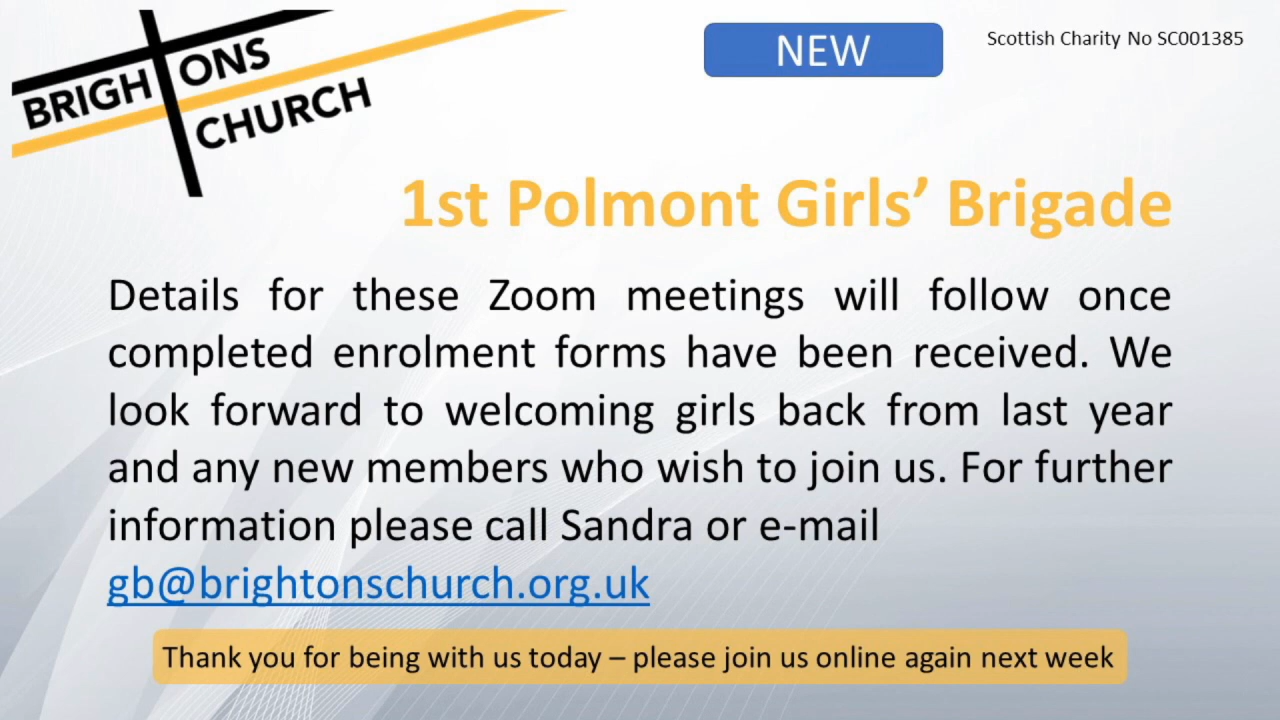 BRIGHTONS
CHURCH
NEW
Scottish Charity No SC001385
1st Polmont Girls’ Brigade
Details for these Zoom meetings will follow once
completed enrolment forms have been received. We
look forward to welcoming girls back from last year
and any new members who wish to join us. For further
information please call Sandra or e-mail
gb@brightonschurch.org.uk
Thank you for being with us today – please join us online again next week